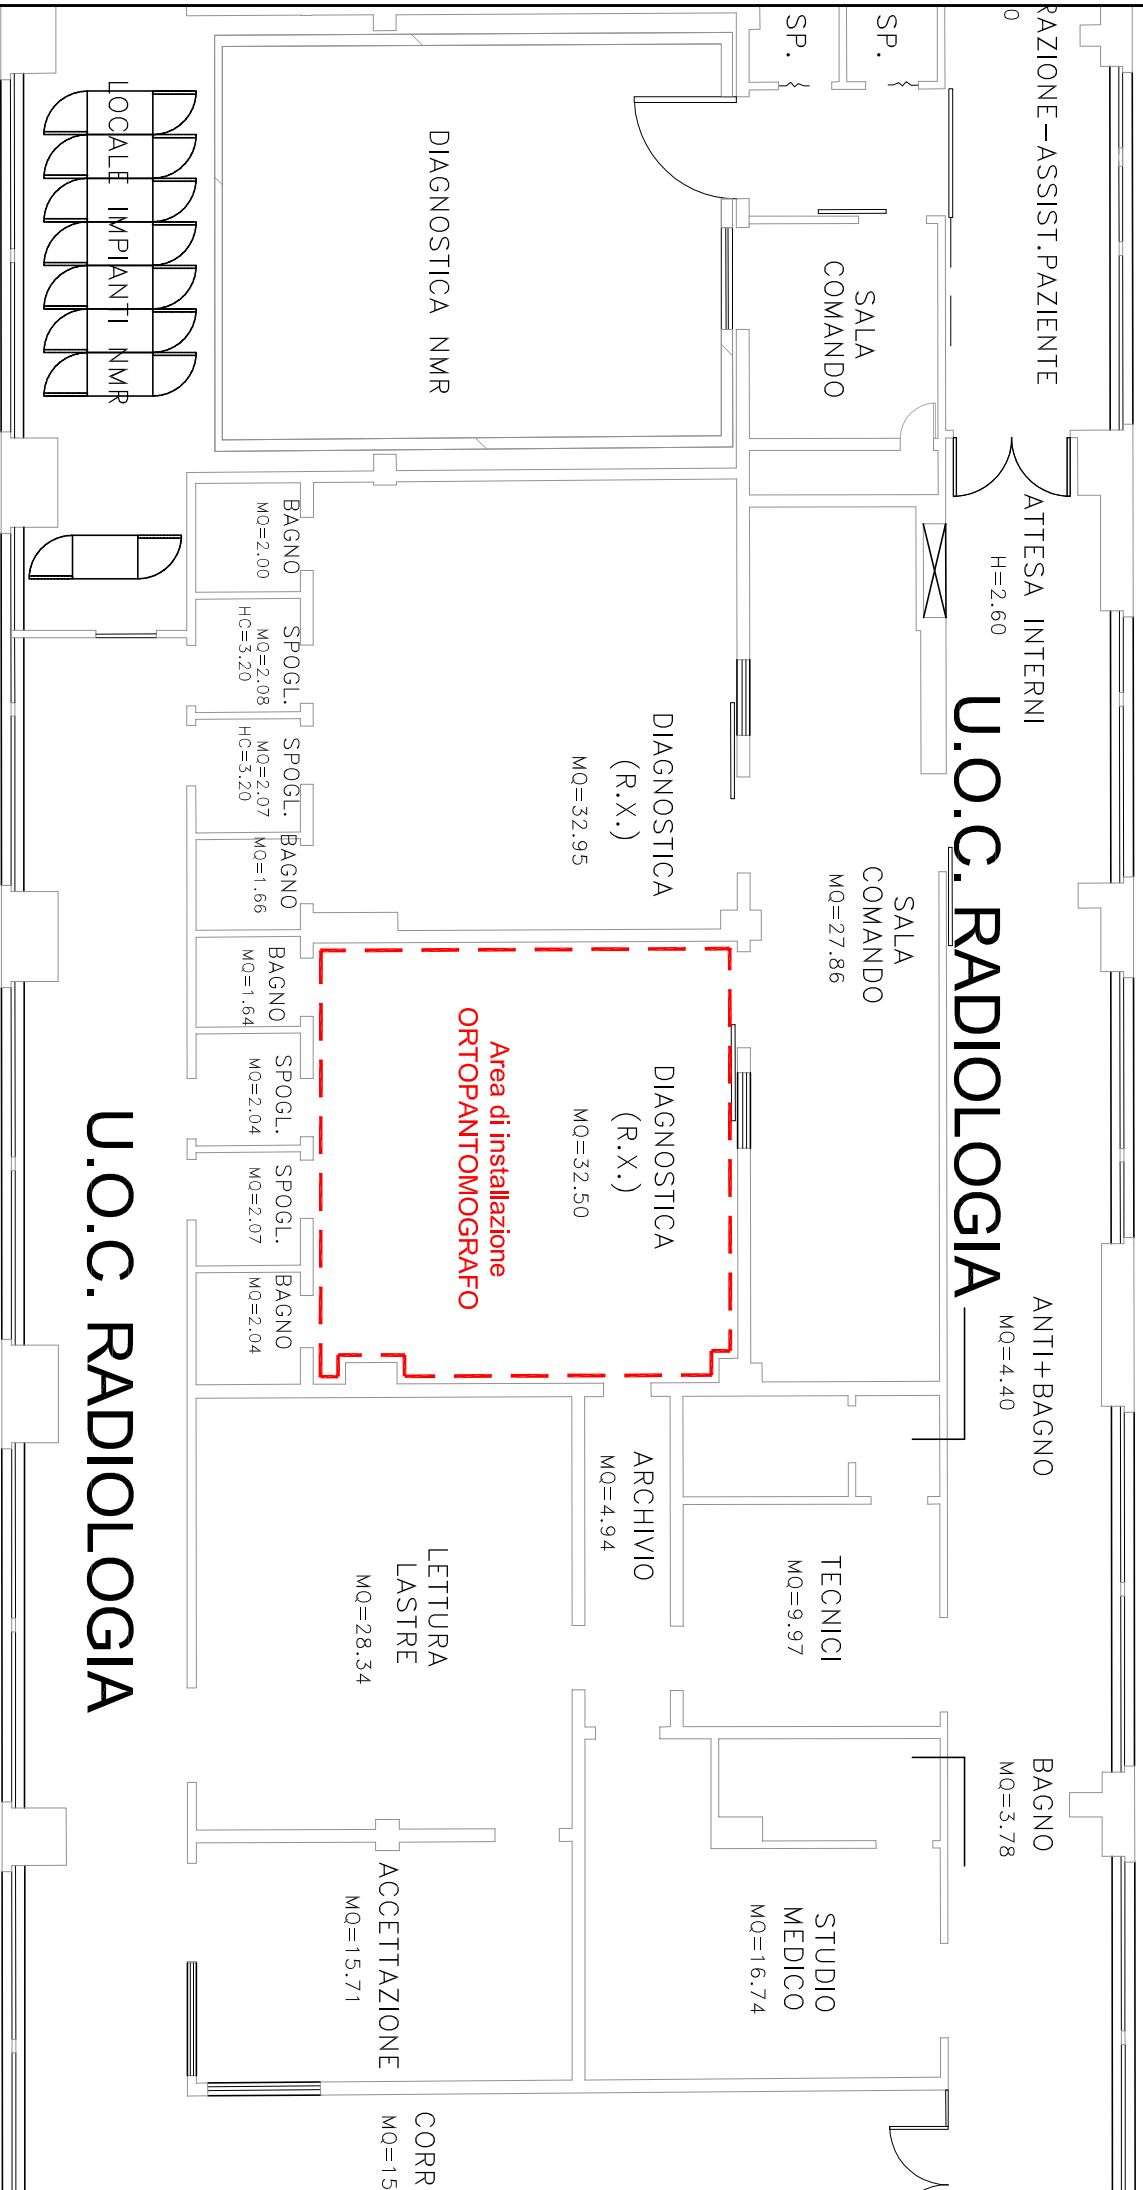 SP.
SP.
RAZIONE-ASSIST.PAZIENTE
0
LOCALE IMPIANTI NMR
DIAGNOSTICA NMR
SALA
COMANDO
ATTESA INTERNI
H=2.60
U.O.C. RADIOLOGIA
BAGNO
MQ=2.00
SPOGL.
MQ=2.08
HC=3.20
SPOGL.
MQ=2.07
HC=3.20
BAGNO
MQ=1.66
DIAGNOSTICA
(R.X.)
MQ=32.95
SALA
COMANDO
MQ=27.86
BAGNO
MQ=1.64
SPOGL.
MQ=2.04
SPOGL.
MQ=2.07
BAGNO
MQ=2.04
DIAGNOSTICA
(R.X.)
MQ=32.50
Area di installazione
ORTOPANTOMOGRAFO
U.O.C. RADIOLOGIA
ANTI+BAGNO
MQ=4.40
ARCHIVIO
MQ=4.94
TECNICI
MQ=9.97
LETTURA
LASTRE
MQ=28.34
BAGNO
MQ=3.78
STUDIO
MEDICO
MQ=16.74
ACCETTAZIONE
MQ=15.71
CORR
MQ=15